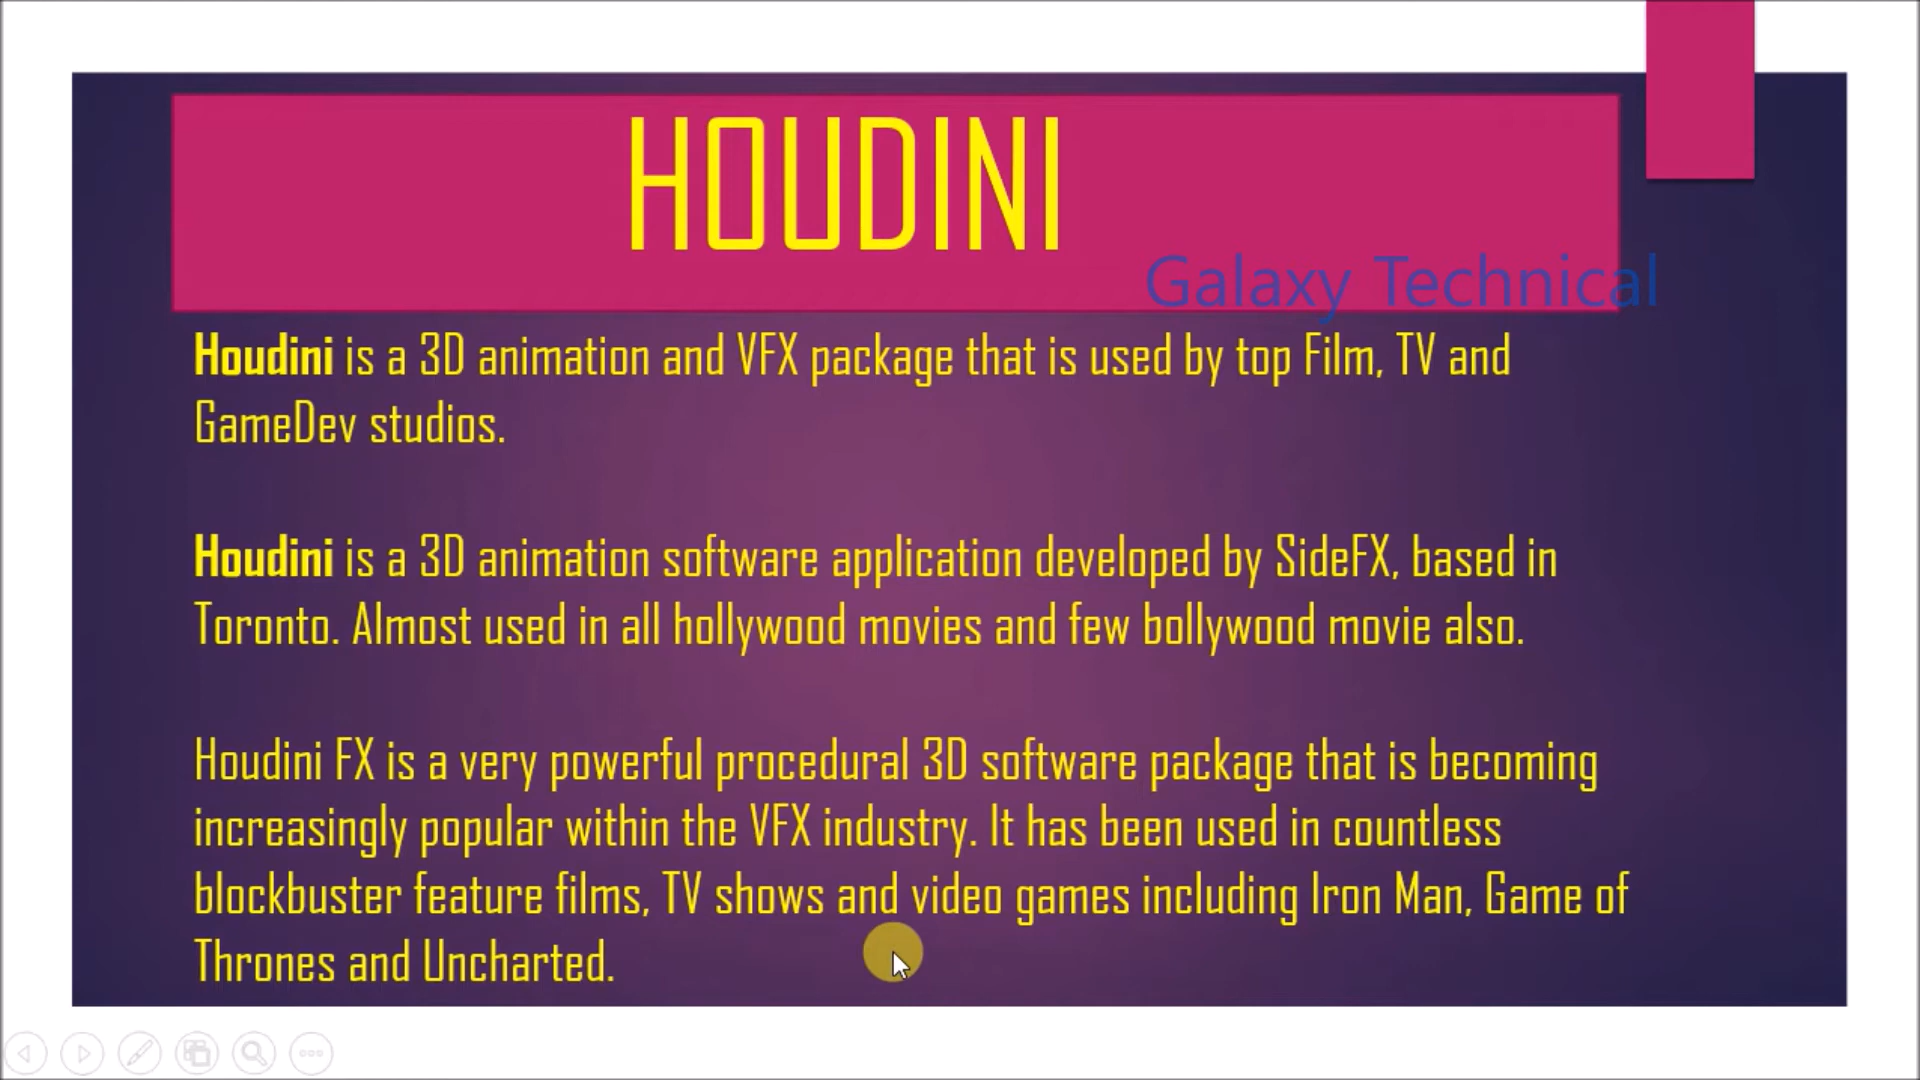 HOUDINI
Galaxy Technical
Houdini is a 3D animation and VFX package that is used by top Film, TV and
GameDev studios.
Houdini is a 3D animation software application developed by SideFX, based in
Toronto. Almost used in all hollywood movies and few bollywood movie also.
Houdini FX is a very powerful procedural 3D software package that is becoming
increasingly popular within the VFX industry. It has been used in countless
blockbuster feature films, TV shows and video games including Iron Man, Game of
Thrones and Uncharted.